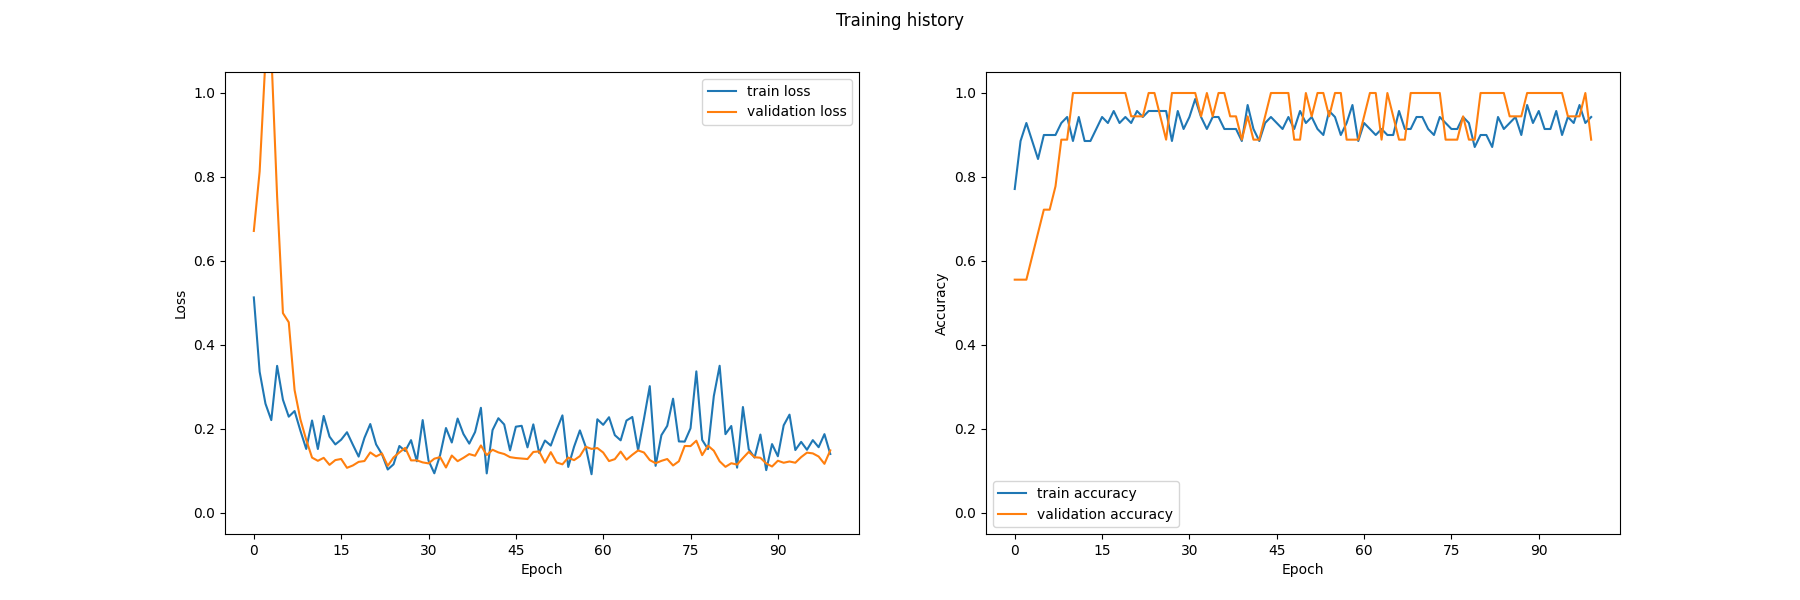 Training history
1.0
0.8
0.6
0.4
0.2
0.0
Loss
0 15 30 45 60 75 90
Epoch
train loss
validation loss
1.0
0.8
0.6
0.4
0.2
0.0
Accuracy
0 15 30 45 60 75 90
Epoch
train accuracy
validation accuracy